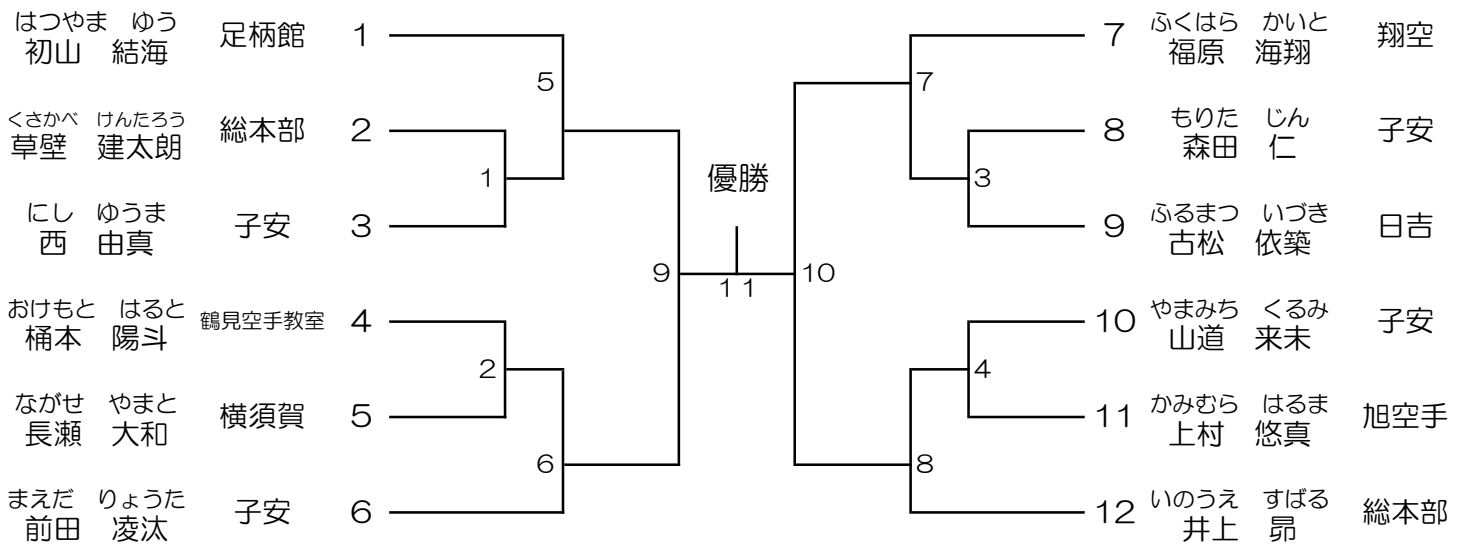 はつやま　ゆう
初山　結海　足柄館　1
くさかべ　けんたろう
草壁　建太朗　総本部　2
にし　ゆうま
西　由真　子安　3
おけもと　はると
桶本　陽斗　鶴見空手教室　4
ながせ　やまと
長瀬　大和　横須賀　5
まえだ　りょうた
前田　凌汰　子安　6
5
1
2
6
9
優勝
11
10
7
3
4
8
7　ふくはら　かいと
福原　海翔　翔空
8　もりた　じん
森田　仁　子安
9　ふるまつ　いづき
古松　依築　日吉
10　やまみち　くるみ
山道　来未　子安
11　かみむら　はるま
上村　悠真　旭空手
12　いのうえ　すばる
井上　昴　総本部